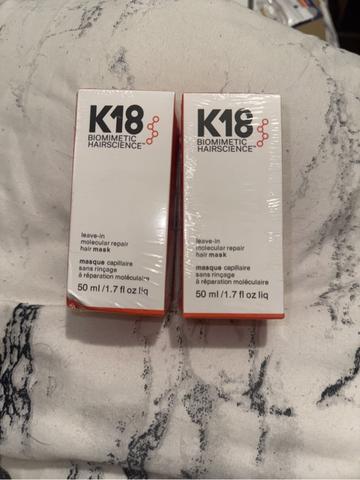 K18
BIOMIMETIC
HAIRSCIENCE™
leave-in
molecular repair
hair mask
masque capillaire
sans rinçage
à réparation moléculaire
50 ml / 1.7 fl oz liq
K18
BIOMIMETIC
HAIRSCIENCE™
leave-in
molecular repair
hair mask
masque capillaire
sans rinçage
à réparation moléculaire
50 ml / 1.7 fl oz liq